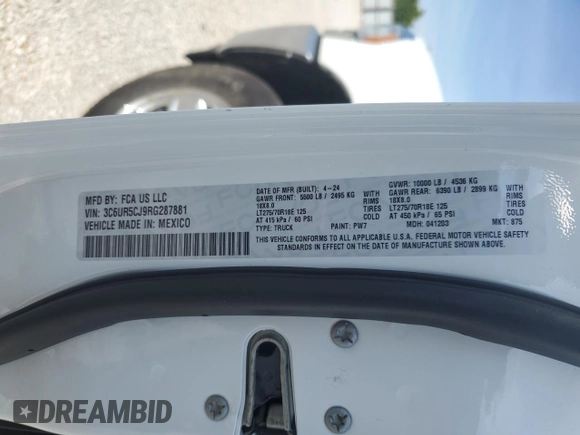 MFD BY: FCA US LLC
VIN: 3C6UR5CJ9RG287881
VEHICLE MADE IN: MEXICO
DATE OF MFR (BUILT): 4-24
GAWR FRONT: 5500 LB / 2495 KG
18X8.0
LT275/70R18E 125
AT 415 kPa / 60 PSI
TYPE: TRUCK
RIMS
TIRES
COLD
PAINT: PW7
GVWR: 10000 LB / 4536 KG
GAWR REAR: 6390 LB / 2899 KG
18X8.0
LT275/70R18E 125
AT 450 kPa / 65 PSI
MDH: 041203
RIMS
TIRES
COLD
MKT: 875
THIS VEHICLE CONFORMS TO ALL APPLICABLE U.S.A. FEDERAL MOTOR VEHICLE SAFETY
STANDARDS IN EFFECT ON THE DATE OF MANUFACTURE SHOWN ABOVE.
DREAMBID